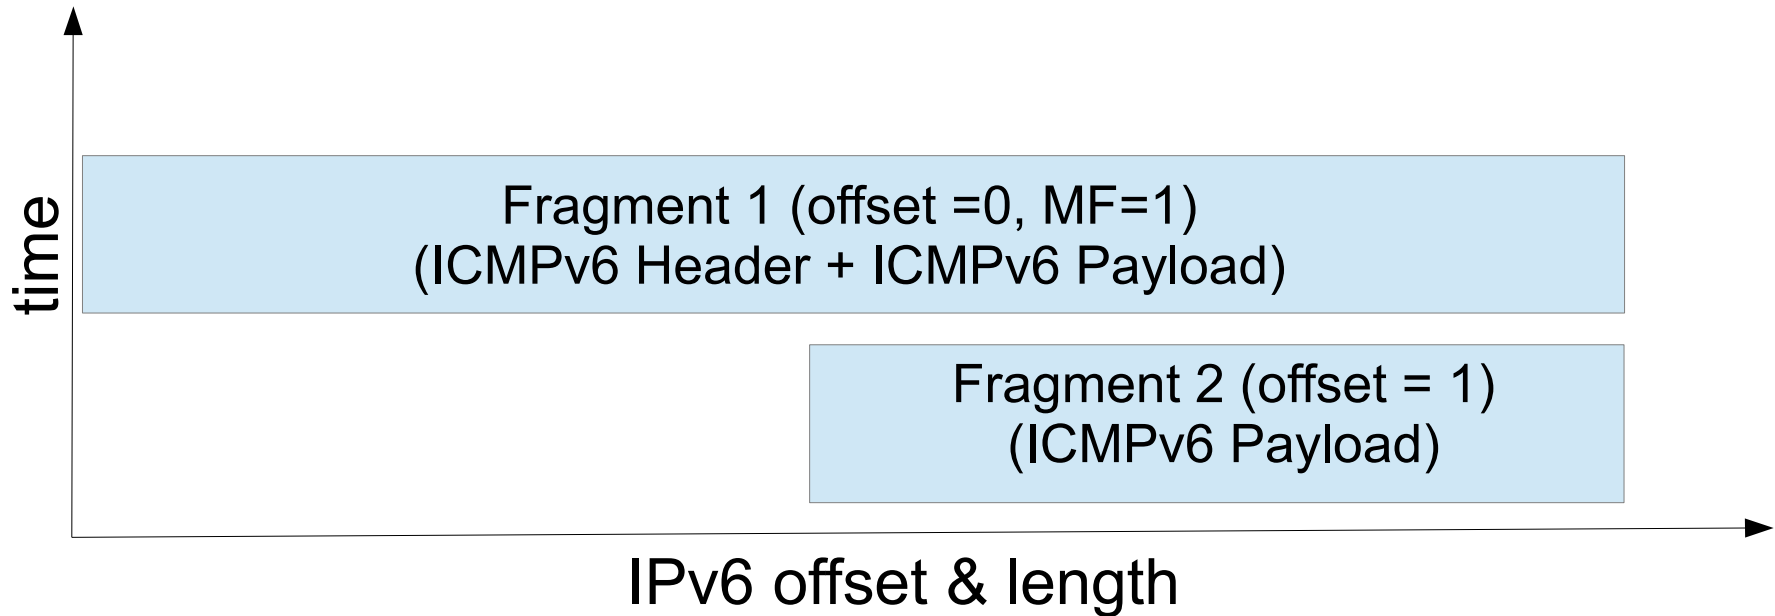 time
Fragment 1 (offset =0, MF=1)
(ICMPv6 Header + ICMPv6 Payload)
Fragment 2 (offset = 1)
(ICMPv6 Payload)
IPv6 offset & length